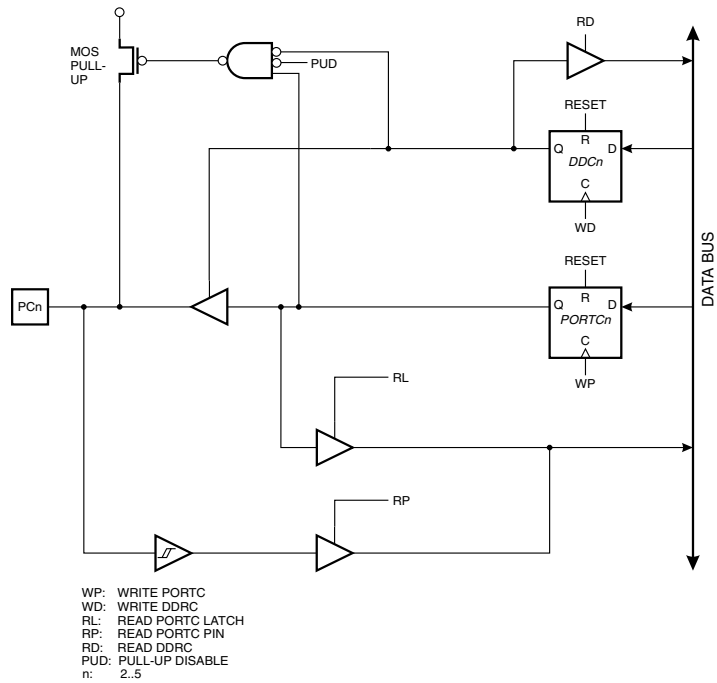 RD
MOS
PULL-
UP
PUD
RESET
R
Q
D
DDCn
C
WD
DATA BUS
RESET
R
PCn
Q
D
PORTCn
C
WP
RL
RP
WP: WRITE PORTC
WD: WRITE DDRC
RL: READ PORTC LATCH
RP: READ PORTC PIN
RD: READ DDRC
PUD: PULL-UP DISABLE
n: 2..5